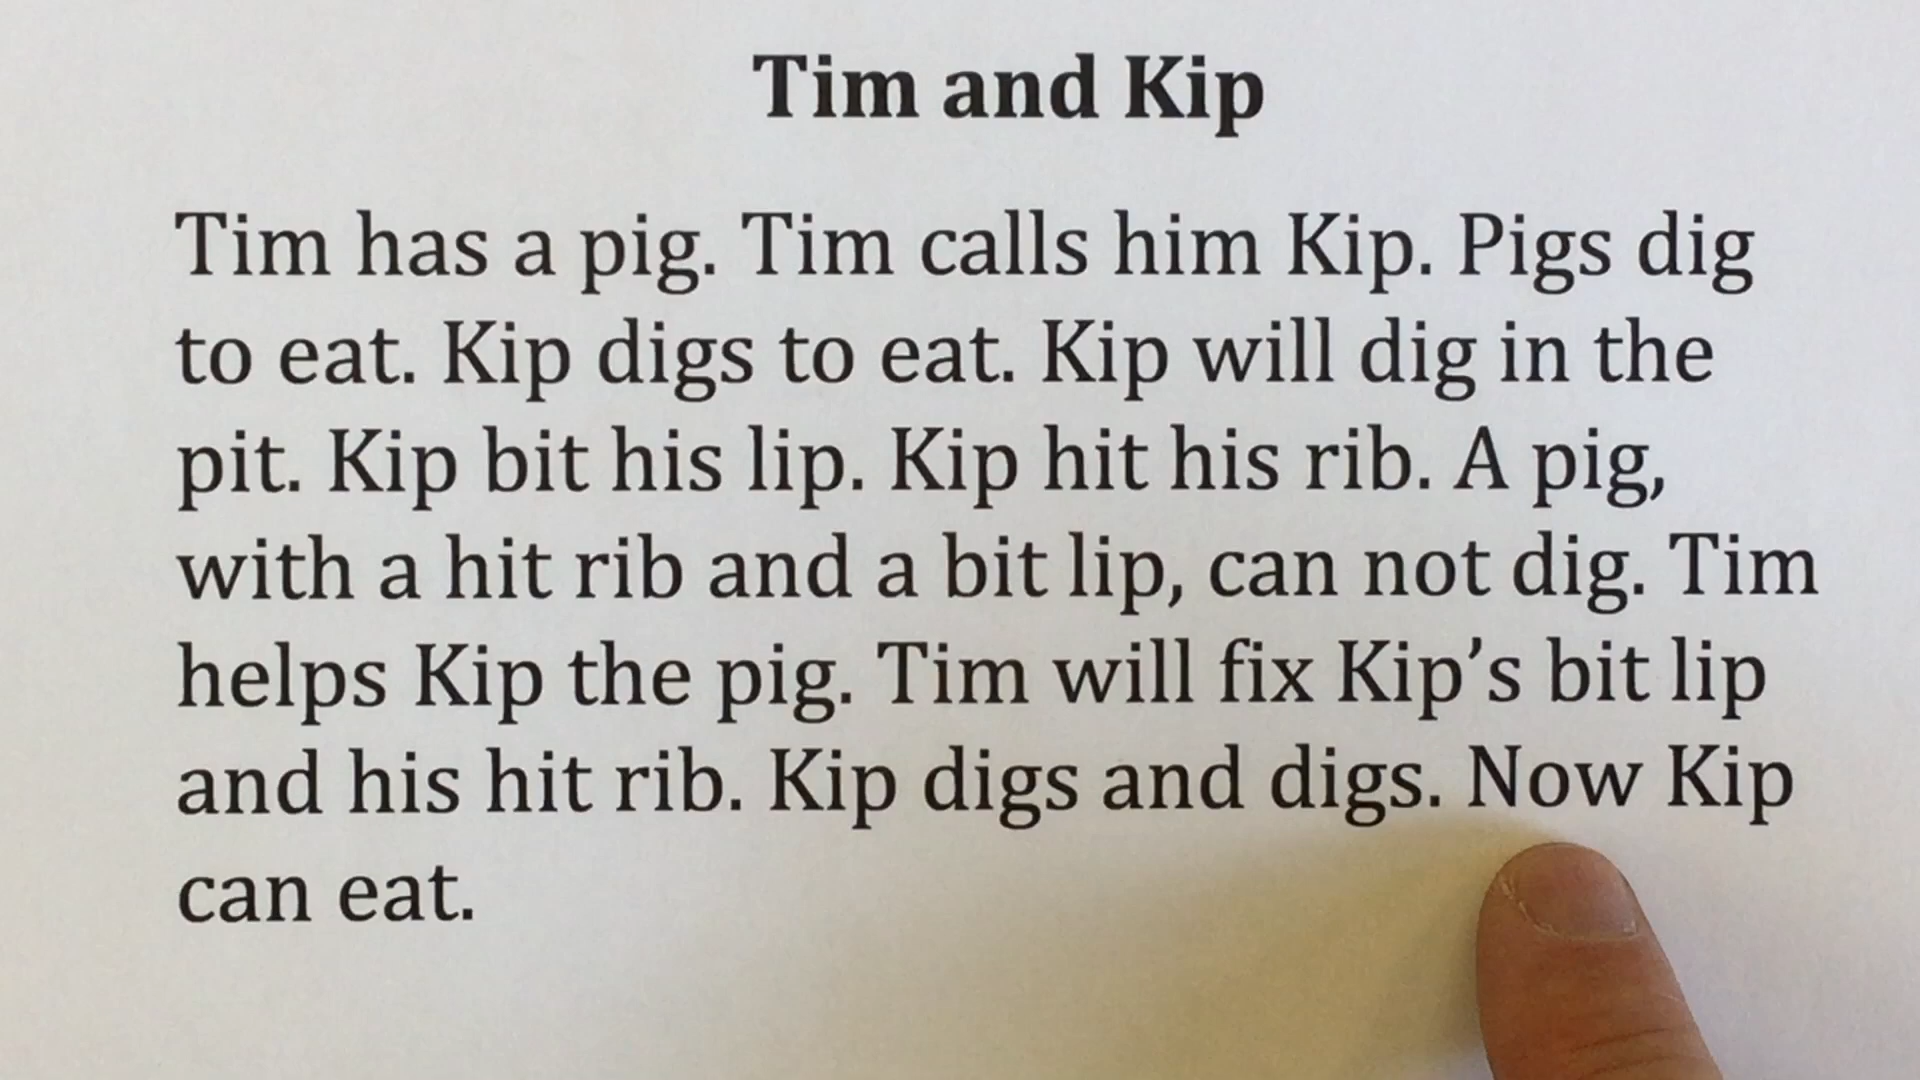 Tim and Kip
Tim has a pig. Tim calls him Kip. Pigs dig
to eat. Kip digs to eat. Kip will dig in the
pit. Kip bit his lip. Kip hit his rib. A pig,
with a hit rib and a bit lip, can not dig. Tim
helps Kip the pig. Tim will fix Kip’s bit lip
and his hit rib. Kip digs and digs. Now Kip
can eat.